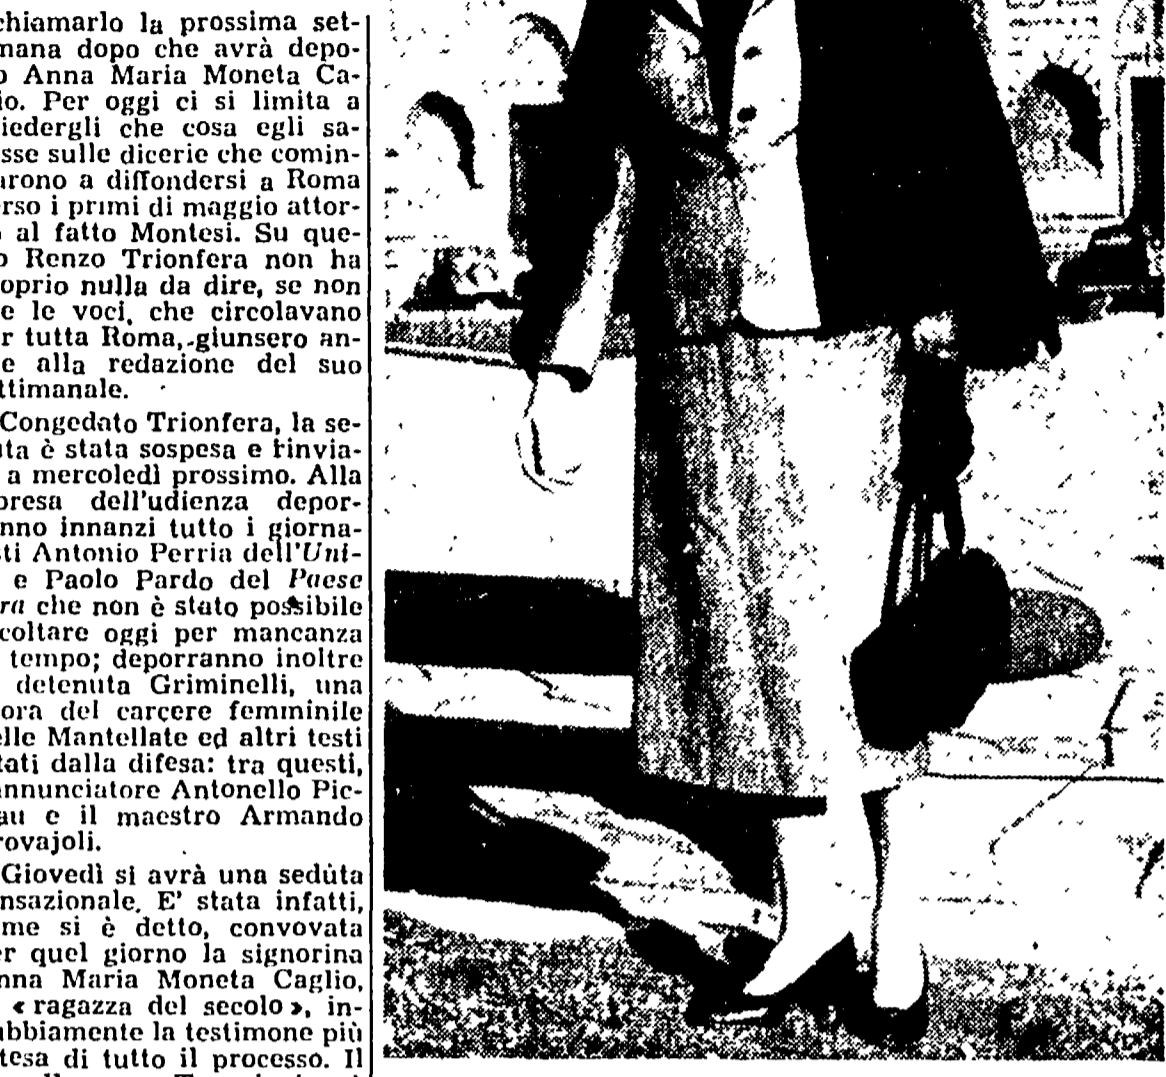 chiamarlo la prossima set-
mana dopo che avrà depo-
o Anna Maria Moneta Ca-
io. Per oggi ci si limita a
iedergli che cosa egli sa-
sse sulle dicerie che comin-
arono a diffondersi a Roma
erso i primi di maggio attor-
o al fatto Montesi. Su que-
o Renzo Trionfera non ha
oprio nulla da dire, se non
e le voci, che circolavano
r tutta Roma, giunsero an-
e alla redazione del suo
ttimanale.
Congedato Trionfera, la se-
uta è stata sospesa e rinvia-
a mercoledì prossimo. Alla
presa dell'udienza depor-
nno innanzi tutto i giorna-
sti Antonio Perria dell'Uni-
e Paolo Pardo del Paese
ra che non è stato possibile
coltare oggi per mancanza
tempo; deporranno inoltre
detenuta Griminelli, una
ora del carcere femminile
elle Mantellate ed altri testi
tati dalla difesa: tra questi,
annunciatore Antonello Pic-
au e il maestro Armando
rovajoli.
Giovedì si avrà una seduta
nsazionale. E' stata infatti,
me si è detto, convovata
er quel giorno la signorina
nna Maria Moneta Caglio,
« ragazza del secolo », in-
ubbiamente la testimone più
tesa di tutto il processo. Il